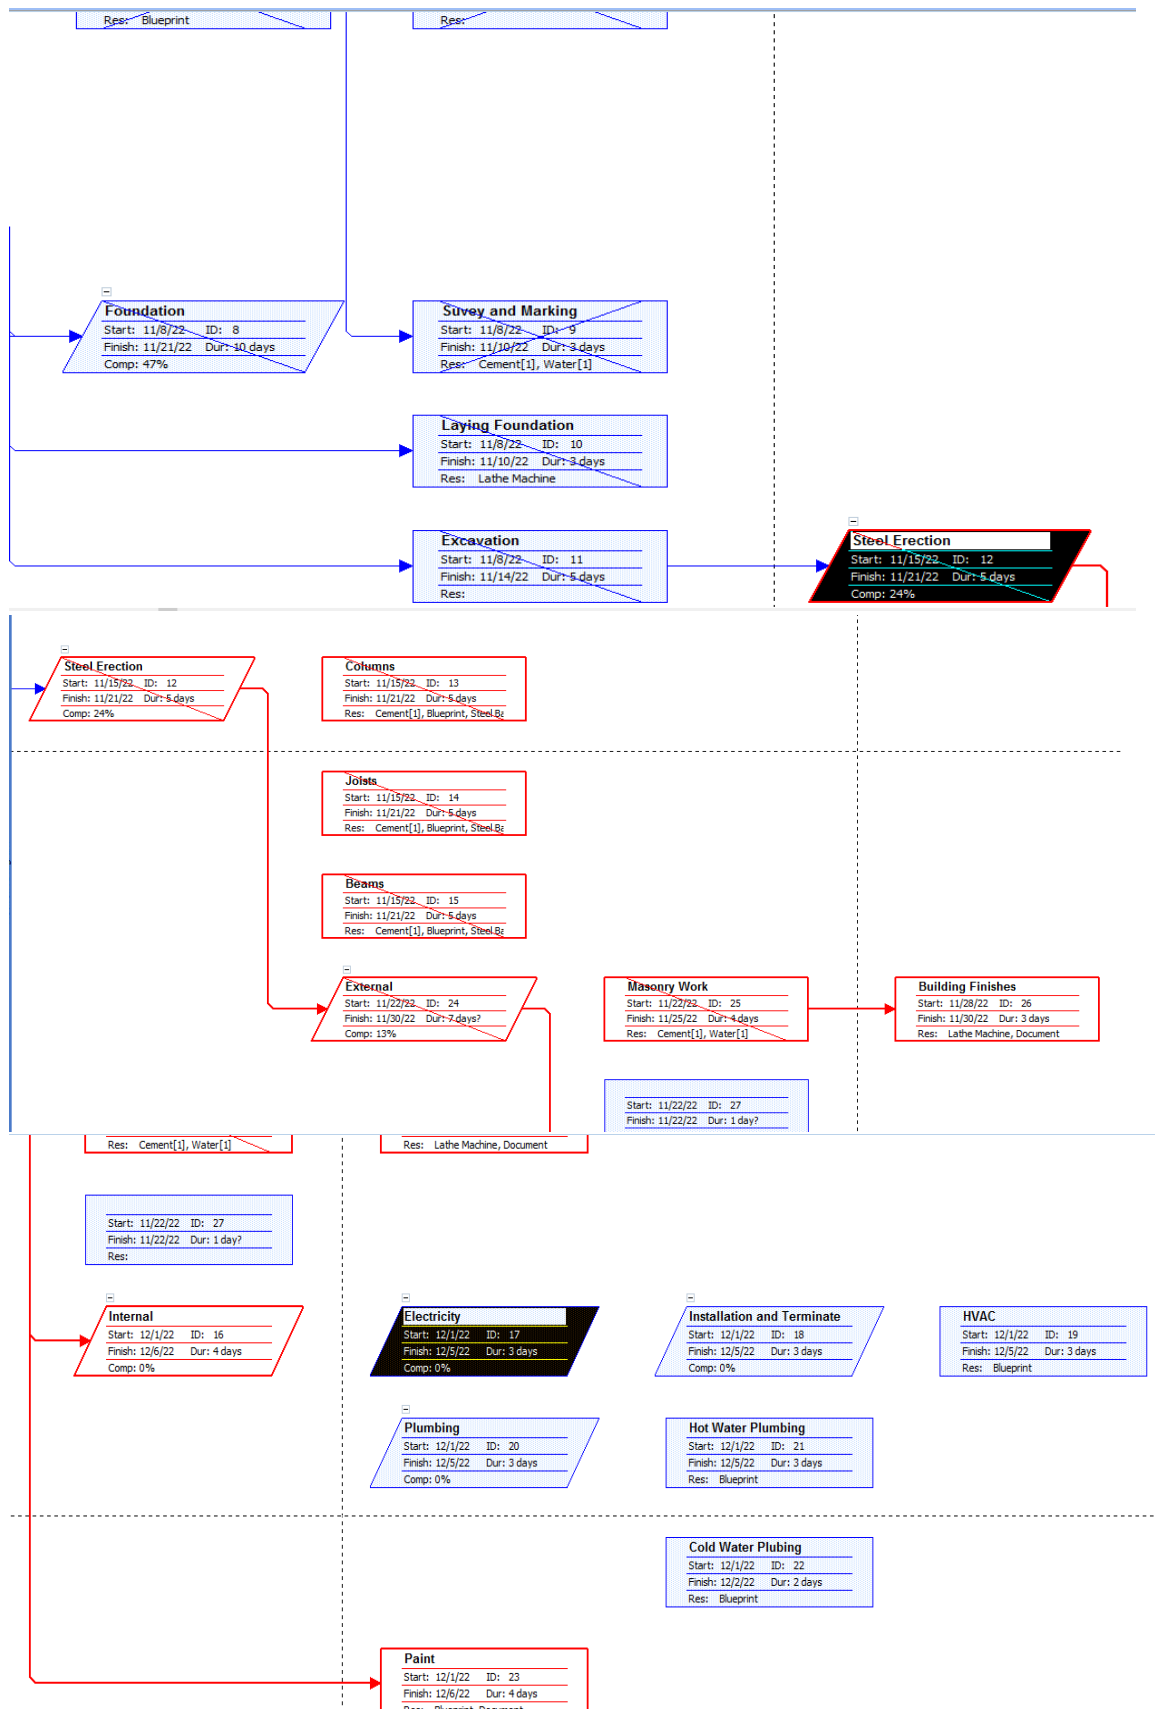 Res: Blueprint
Res:
Foundation
Start: 11/8/22 ID: 8
Finish: 11/21/22 Dur: 10 days
Comp: 47%
Suvey and Marking
Start: 11/8/22 ID: 9
Finish: 11/10/22 Dur: 3 days
Res: Cement[1], Water[1]
Laying Foundation
Start: 11/8/22 ID: 10
Finish: 11/10/22 Dur: 3 days
Res: Lathe Machine
Excavation
Start: 11/8/22 ID: 11
Finish: 11/14/22 Dur: 5 days
Res:
Steel Erection
Start: 11/15/22 ID: 12
Finish: 11/21/22 Dur: 5 days
Comp: 24%
Steel Erection
Start: 11/15/22 ID: 12
Finish: 11/21/22 Dur: 5 days
Comp: 24%
Columns
Start: 11/15/22 ID: 13
Finish: 11/21/22 Dur: 5 days
Res: Cement[1], Blueprint, Steel Ba
Joists
Start: 11/15/22 ID: 14
Finish: 11/21/22 Dur: 5 days
Res: Cement[1], Blueprint, Steel Ba
Beams
Start: 11/15/22 ID: 15
Finish: 11/21/22 Dur: 5 days
Res: Cement[1], Blueprint, Steel Ba
External
Start: 11/22/22 ID: 24
Finish: 11/30/22 Dur: 7 days?
Comp: 13%
Masonry Work
Start: 11/22/22 ID: 25
Finish: 11/25/22 Dur: 4 days
Res: Cement[1], Water[1]
Building Finishes
Start: 11/28/22 ID: 26
Finish: 11/30/22 Dur: 3 days
Res: Lathe Machine, Document
Start: 11/22/22 ID: 27
Finish: 11/22/22 Dur: 1 day?
Res: Cement[1], Water[1]
Res: Lathe Machine, Document
Start: 11/22/22 ID: 27
Finish: 11/22/22 Dur: 1 day?
Res:
Internal
Start: 12/1/22 ID: 16
Finish: 12/6/22 Dur: 4 days
Comp: 0%
Electricity
Start: 12/1/22 ID: 17
Finish: 12/5/22 Dur: 3 days
Comp: 0%
Installation and Terminate
Start: 12/1/22 ID: 18
Finish: 12/5/22 Dur: 3 days
Comp: 0%
HVAC
Start: 12/1/22 ID: 19
Finish: 12/5/22 Dur: 3 days
Res: Blueprint
Plumbing
Start: 12/1/22 ID: 20
Finish: 12/5/22 Dur: 3 days
Comp: 0%
Hot Water Plumbing
Start: 12/1/22 ID: 21
Finish: 12/5/22 Dur: 3 days
Res: Blueprint
Cold Water Plubing
Start: 12/1/22 ID: 22
Finish: 12/2/22 Dur: 2 days
Res: Blueprint
Paint
Start: 12/1/22 ID: 23
Finish: 12/6/22 Dur: 4 days
Res: Blueprint, Document